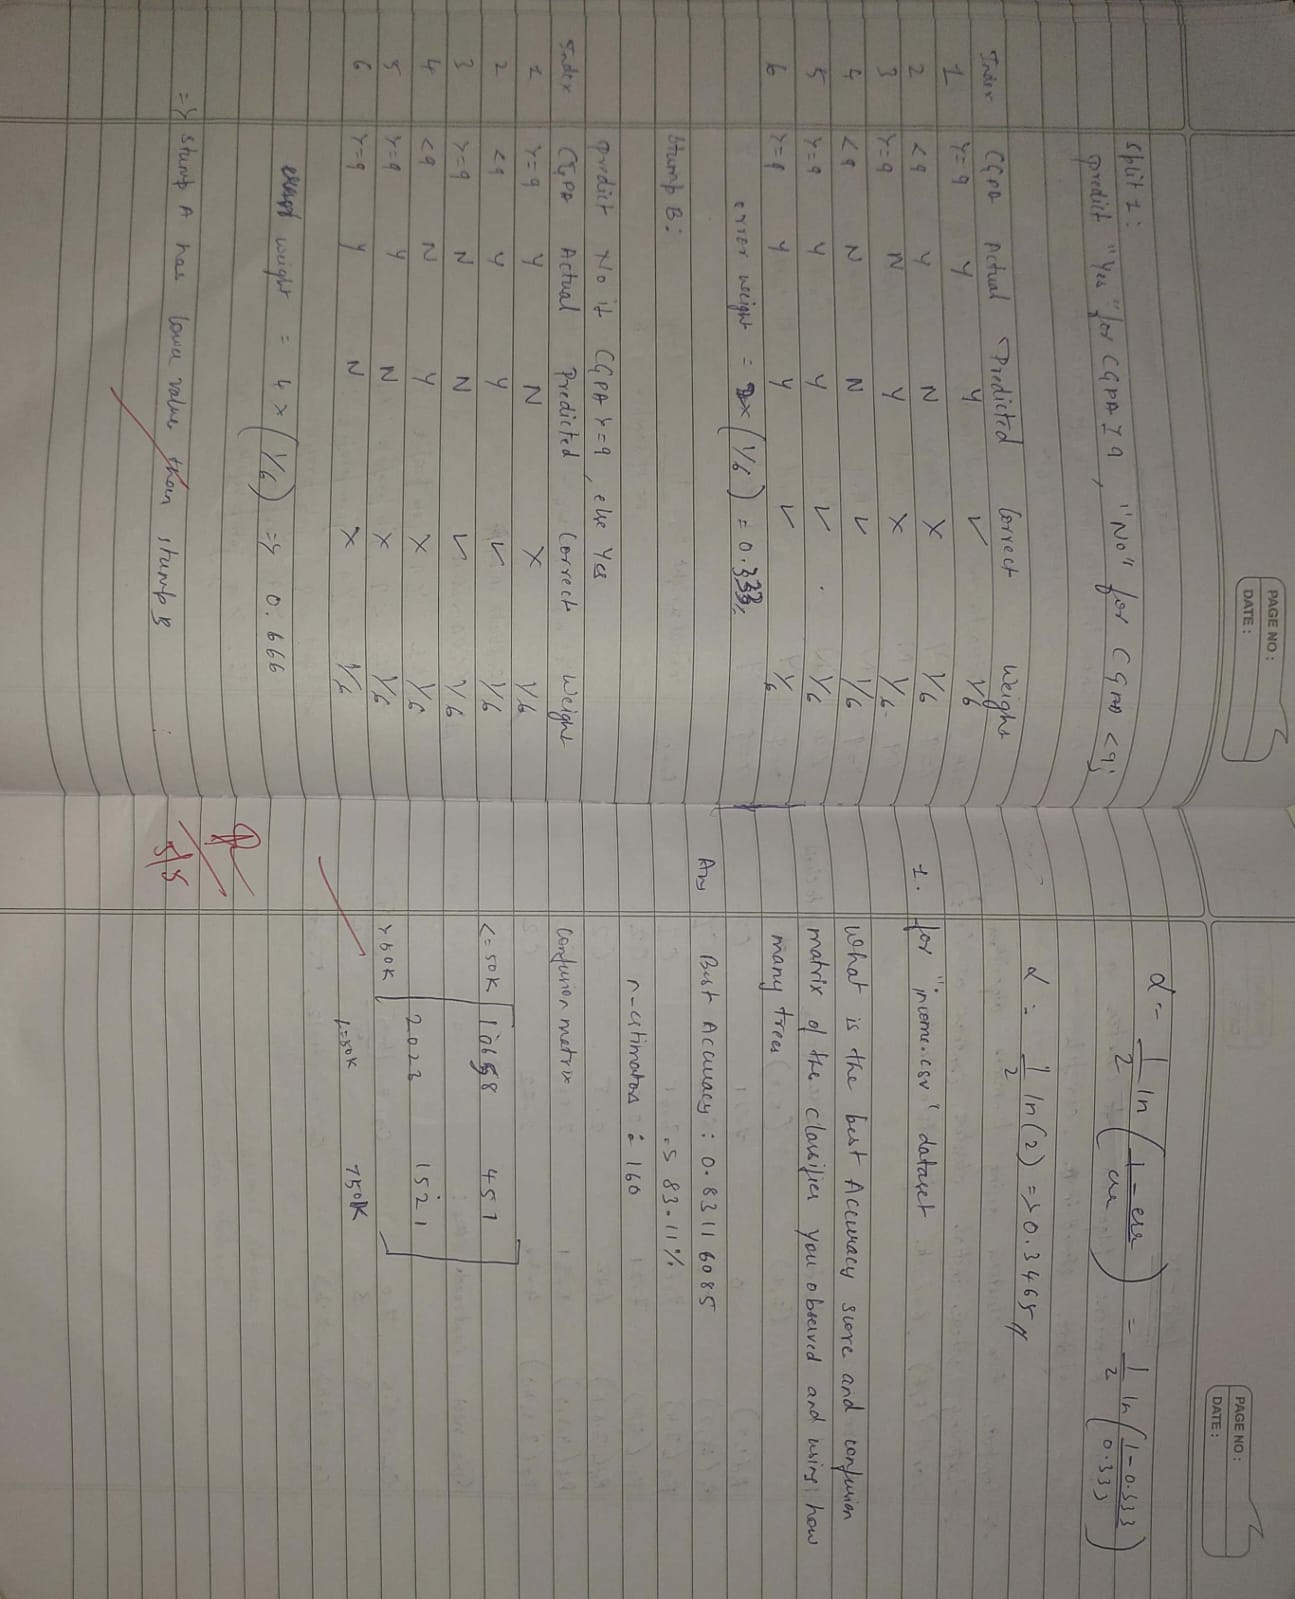 PAGE NO:
DATE:
Split 1:
predict "Yes" for CGPA ≥ 9, "No" for CGPA < 9;
Index CGPA Actual Predicted Correct Weight
1 >=9 Y Y ✓ 1/6
2 <9 Y N X 1/6
3 >=9 N Y X 1/6
4 <9 N N ✓ 1/6
5 >=9 Y Y ✓ 1/6
6 >=9 Y Y ✓ 1/6
error weight = 2x (1/6) = 0.333
Stump B:
predict No if CGPA >=9, else Yes
Index CGPA Actual Predicted Correct Weight
1 >=9 Y N X 1/6
2 <9 Y Y ✓ 1/6
3 >=9 N N ✓ 1/6
4 <9 N Y X 1/6
5 >=9 Y N X 1/6
6 >=9 Y N X 1/6
weight = 4 x (1/6) => 0.666
=> Stump A has lower value than stump B
PAGE NO:
DATE:
α = 1/2 ln (1 - err / err) = 1/2 ln (1 - 0.333 / 0.333)
α = 1/2 ln(2) => 0.3465 //
1. for "income.csv" dataset
What is the best Accuracy score and confusion
matrix of the classifier you observed and using how
many trees
Ans Best Accuracy : 0.83116085
=> 83.11%
n-estimators : 160
Confusion matrix
<=50K 10658 457
2023 1521
>50K
<=50K >50K
5/5